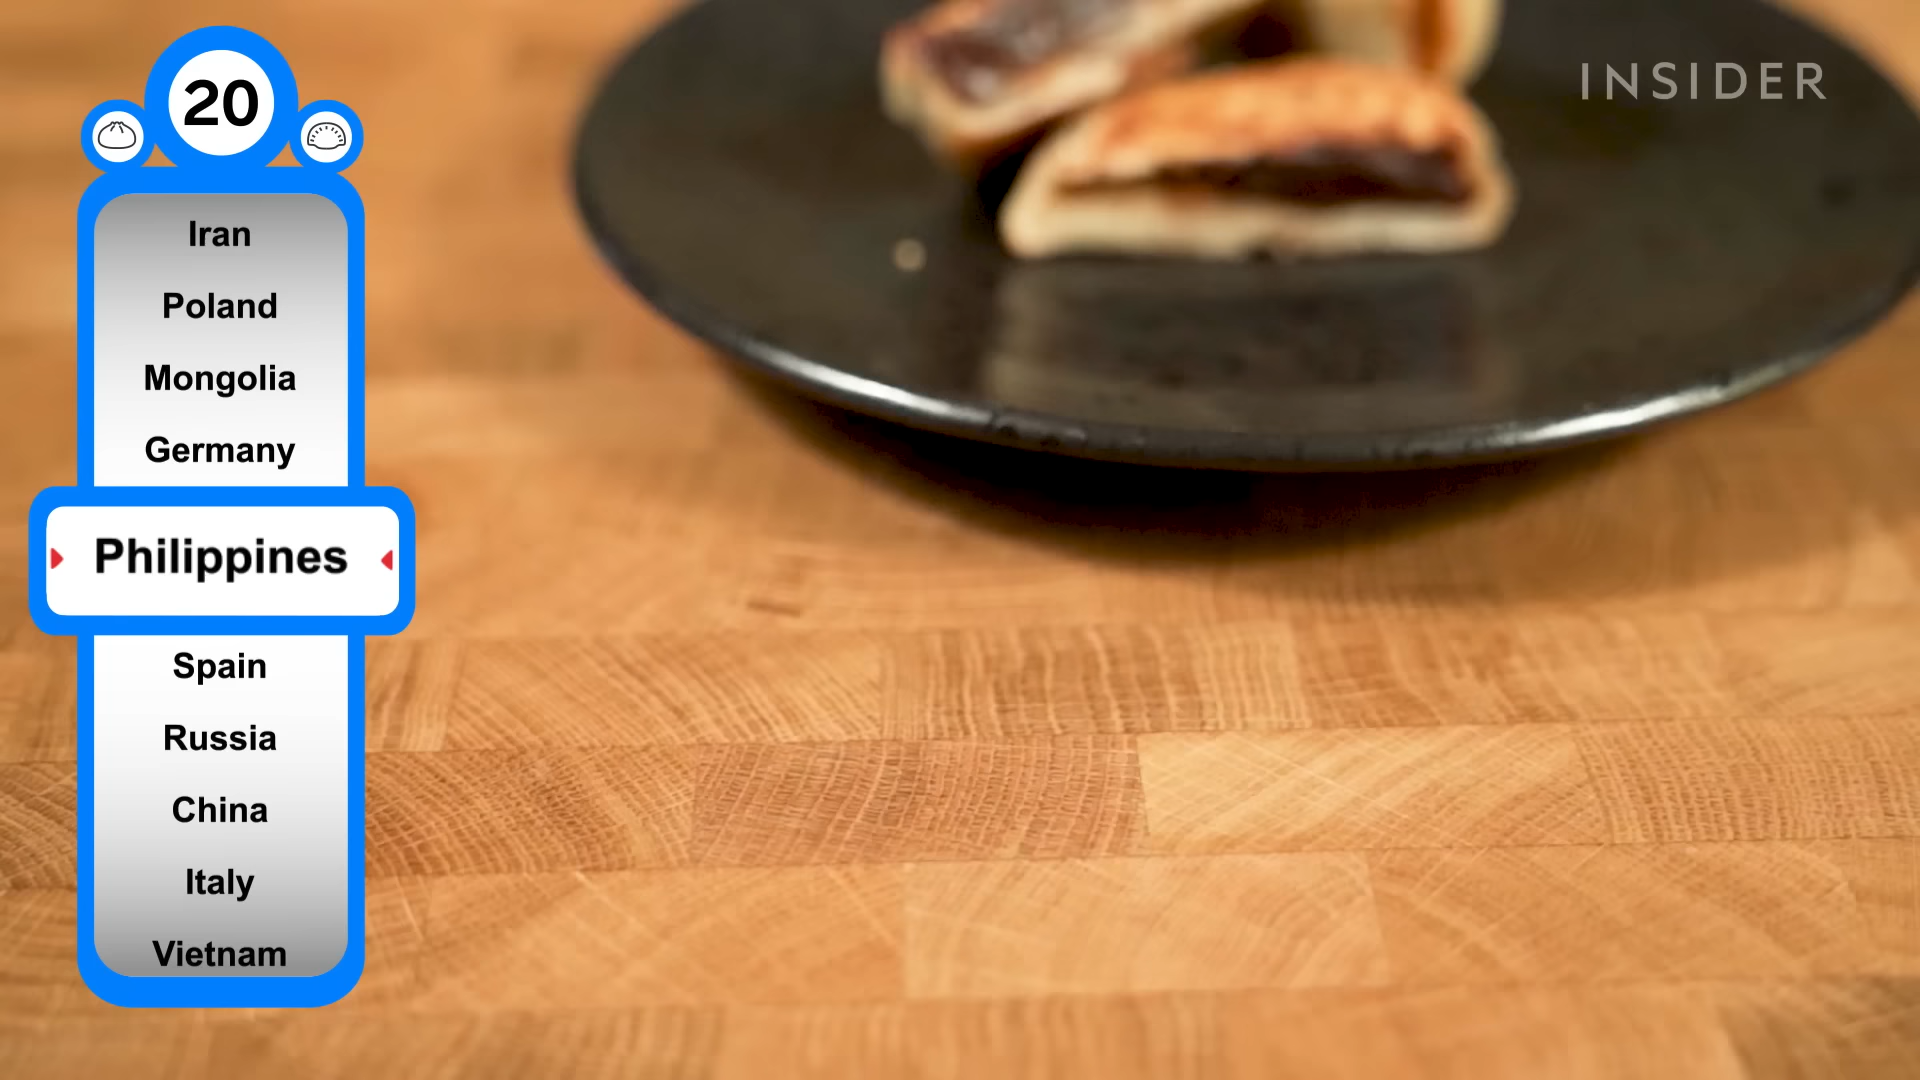 20
INSIDER
Iran
Poland
Mongolia
Germany
Philippines
Spain
Russia
China
Italy
Vietnam